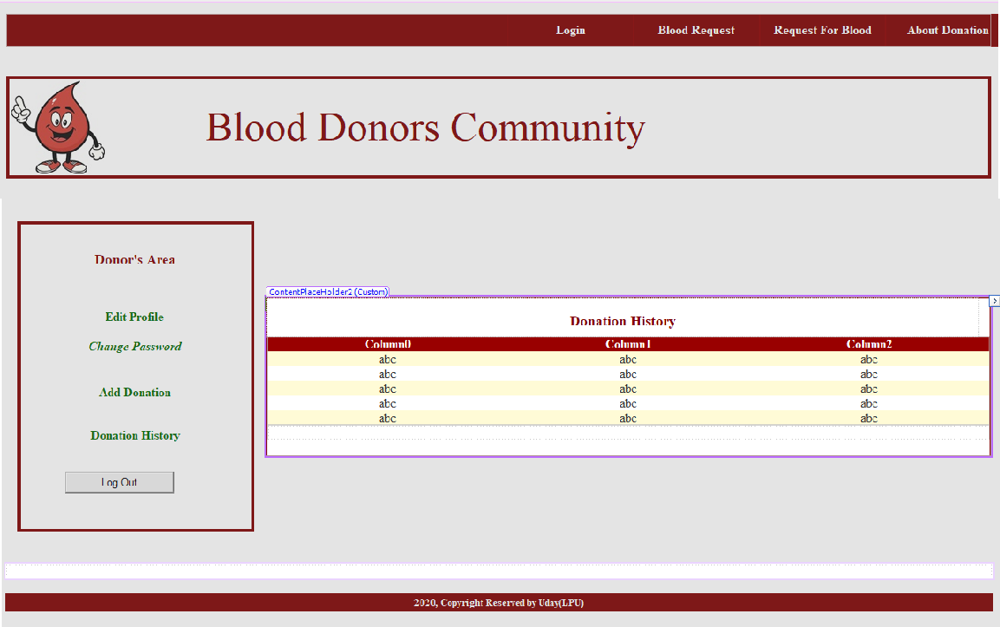 Login Blood Request Request For Blood About Donation
Blood Donors Community
Donor's Area
Edit Profile
Change Password
Add Donation
Donation History
Log Out
ContentPlaceHolder2 (Custom)
Donation History
Column0 Column1 Column2
abc abc abc
abc abc abc
abc abc abc
abc abc abc
abc abc abc
2020, Copyright Reserved by Uday(LPU)